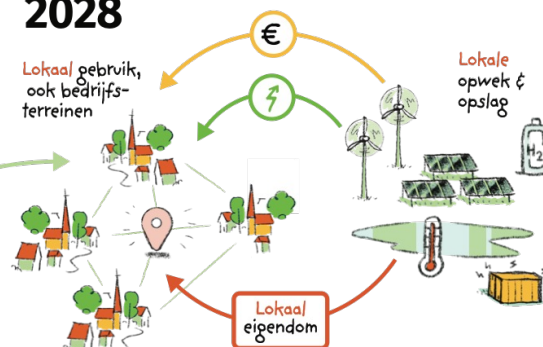 2028
Lokaal gebruik,
ook bedrijfs-
terreinen
€
Lokale
opwek &
opslag
H2
Lokaal
eigendom